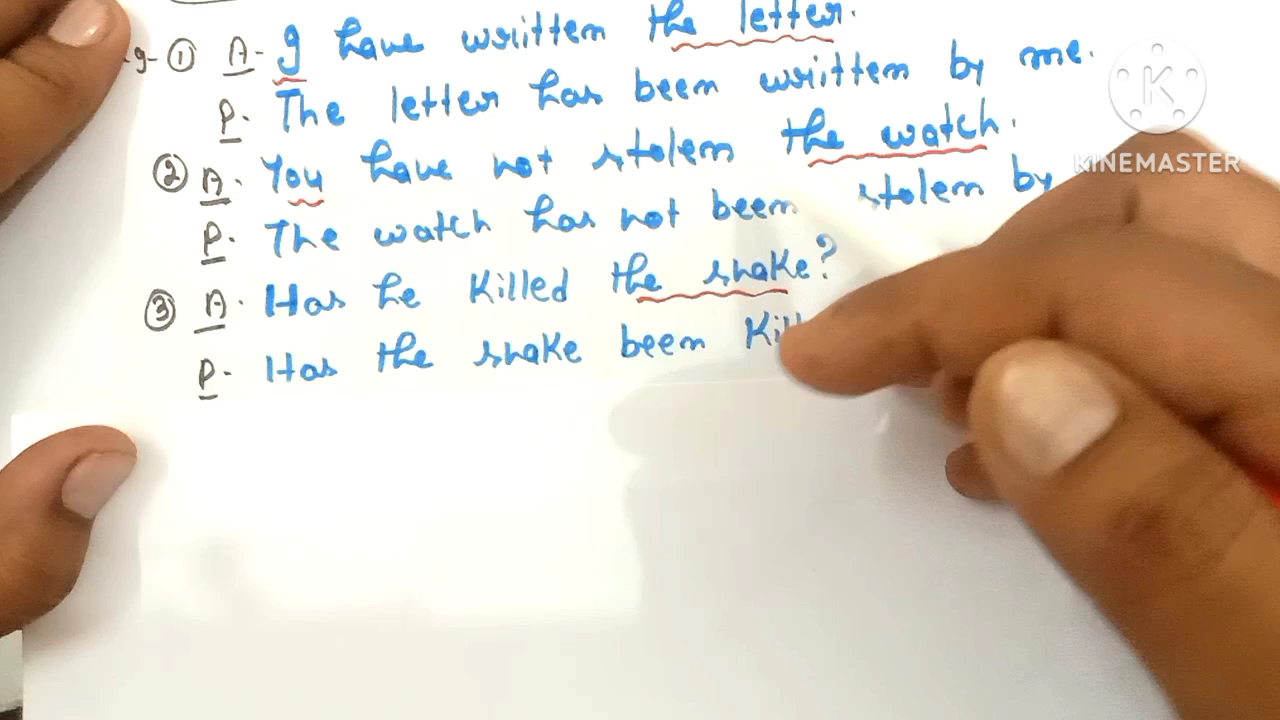 g- ① A- I have written the letter.
P. The letter has been written by me.
② A. You have not stolen the watch.
P. The watch has not been stolen by
③ A. Has he killed the snake?
P. Has the snake been Kill
KINEMASTER